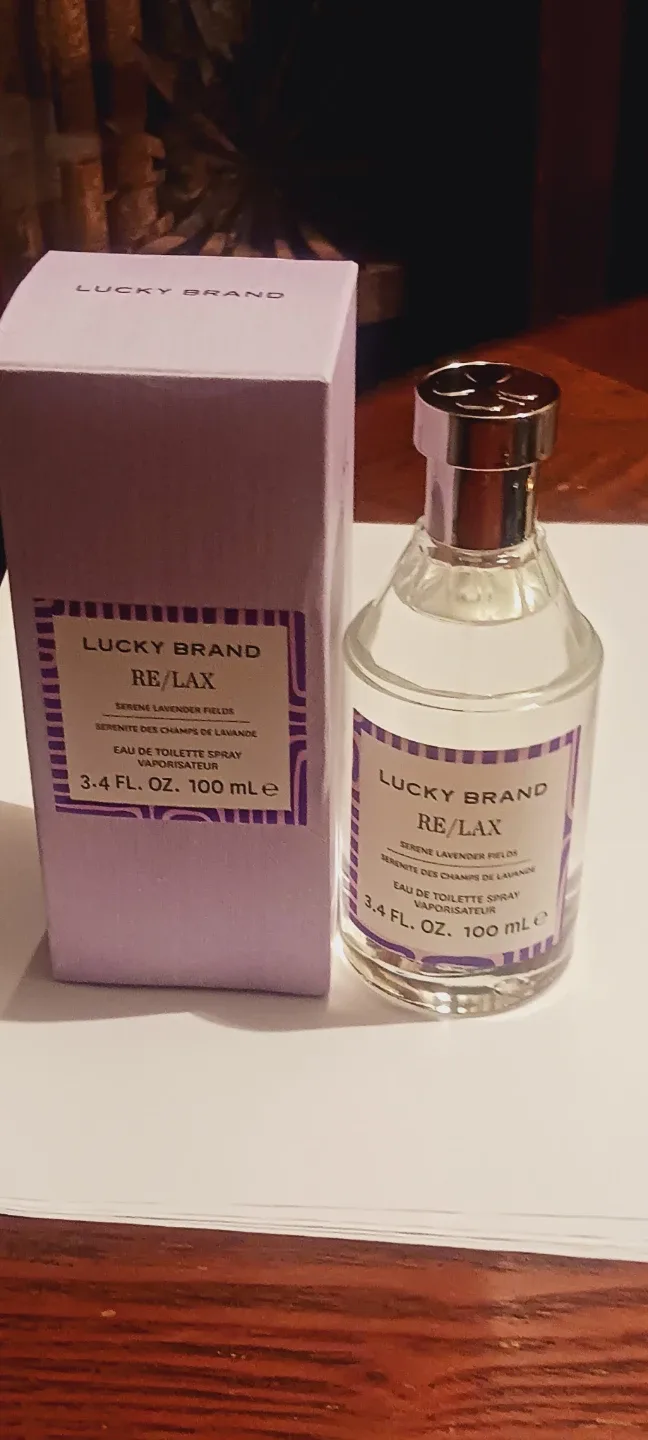 LUCKY BRAND
LUCKY BRAND
RE/LAX
SERENE LAVENDER FIELDS
SERENITE DES CHAMPS DE LAVANDE
EAU DE TOILETTE SPRAY
VAPORISATEUR
3.4 FL. OZ. 100 mL ℮
LUCKY BRAND
RE/LAX
SERENE LAVENDER FIELDS
SERENITE DES CHAMPS DE LAVANDE
EAU DE TOILETTE SPRAY
VAPORISATEUR
3.4 FL. OZ. 100 mL ℮